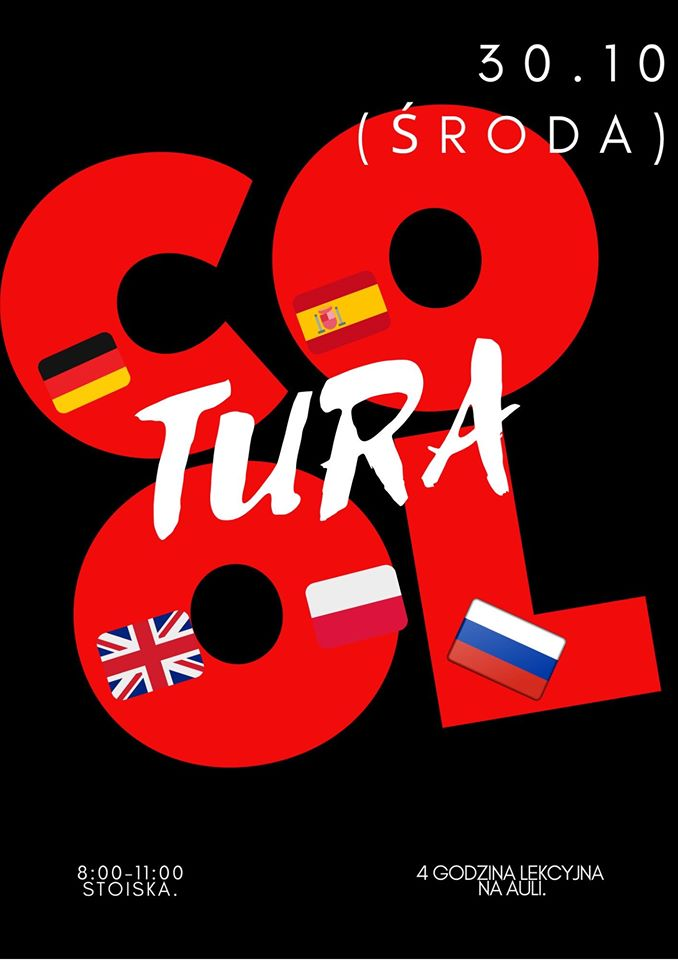 30.10
(ŚRODA)
CO
TURA
OL
8:00-11:00
STOISKA.
4 GODZINA LEKCYJNA
NA AULI.